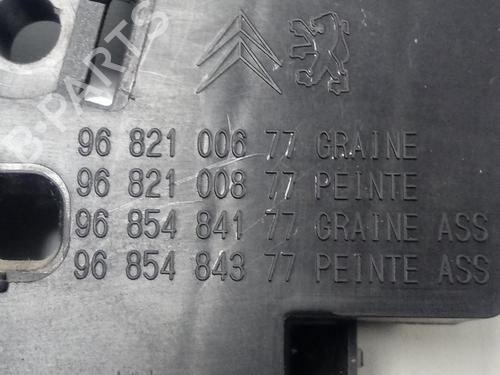 96 821 006 77 GRAINE
96 821 008 77 PEINTE
96 854 841 77 GRAINE ASS
96 854 843 77 PEINTE ASS
B-PARTS